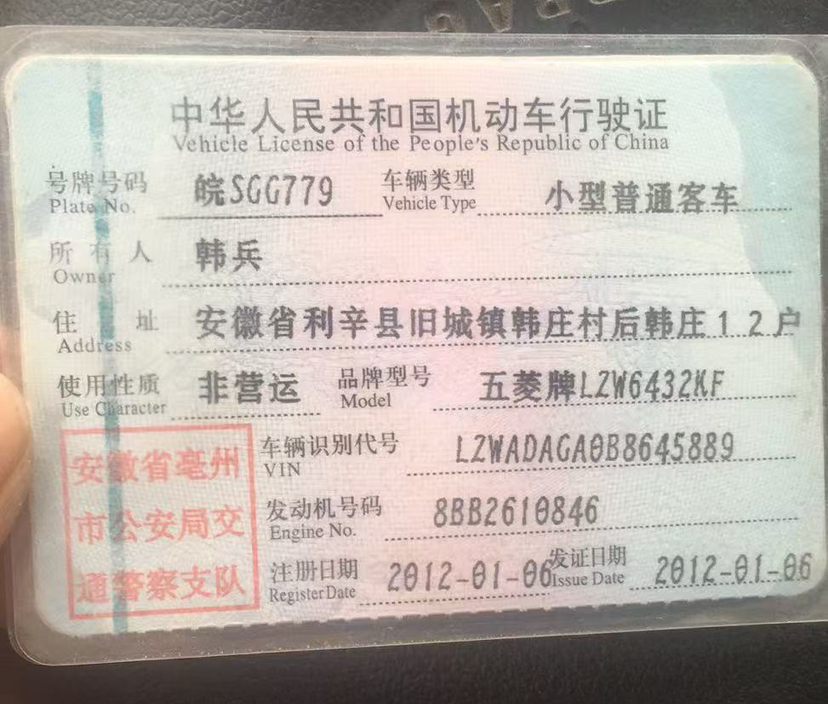 中华人民共和国机动车行驶证
Vehicle License of the People's Republic of China
号牌号码 皖SGG779 车辆类型 小型普通客车
Plate No. Vehicle Type
所有人 韩兵
Owner
住址 安徽省利辛县旧城镇韩庄村后韩庄12户
Address
使用性质 非营运 品牌型号 五菱牌LZW6432KF
Use Character Model
车辆识别代号 LZWADAGA0B8645889
VIN
发动机号码 8BB2610846
Engine No.
注册日期 2012-01-06 发证日期 2012-01-06
Register Date Issue Date
安徽省亳州
市公安局交
通警察支队